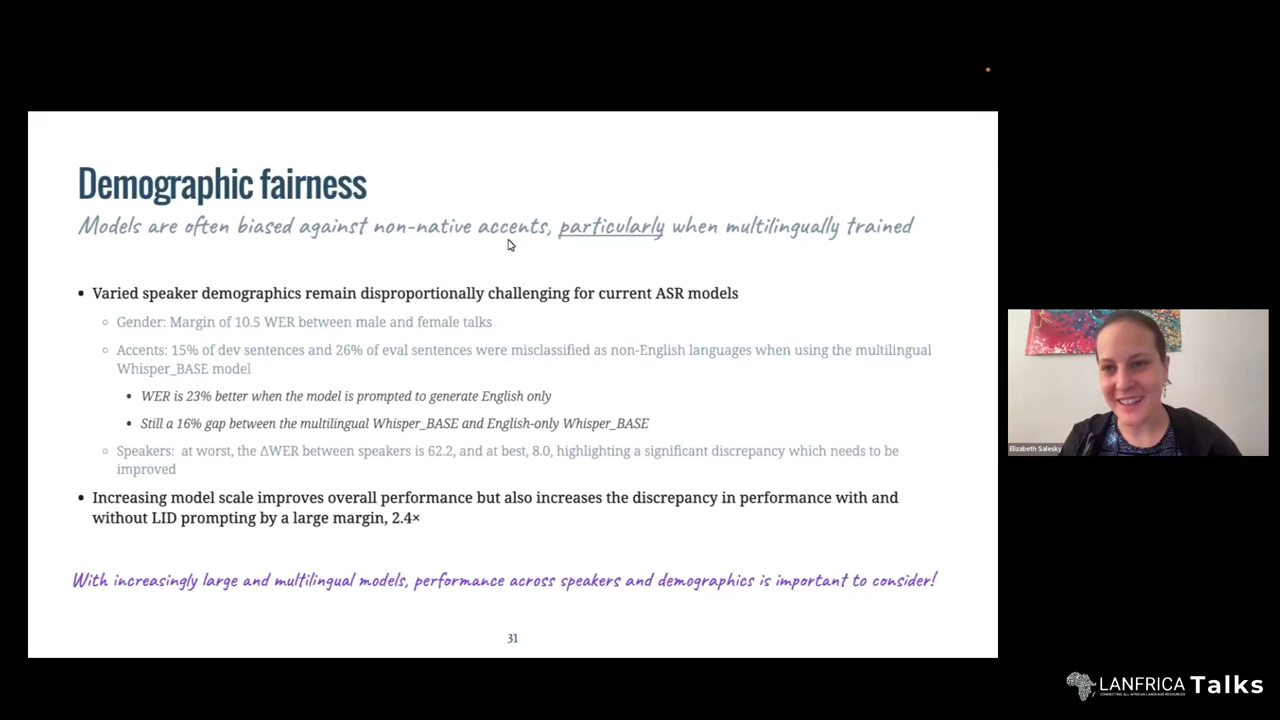 Demographic fairness
Models are often biased against non-native accents, particularly when multilingually trained
• Varied speaker demographics remain disproportionally challenging for current ASR models
○ Gender: Margin of 10.5 WER between male and female talks
○ Accents: 15% of dev sentences and 26% of eval sentences were misclassified as non-English languages when using the multilingual
Whisper_BASE model
• WER is 23% better when the model is prompted to generate English only
• Still a 16% gap between the multilingual Whisper_BASE and English-only Whisper_BASE
○ Speakers: at worst, the ΔWER between speakers is 62.2, and at best, 8.0, highlighting a significant discrepancy which needs to be
improved
• Increasing model scale improves overall performance but also increases the discrepancy in performance with and
without LID prompting by a large margin, 2.4×
With increasingly large and multilingual models, performance across speakers and demographics is important to consider!
31
Elizabeth Salesky
LANFRICA Talks
CONNECTING ALL AFRICAN LANGUAGE RESOURCES